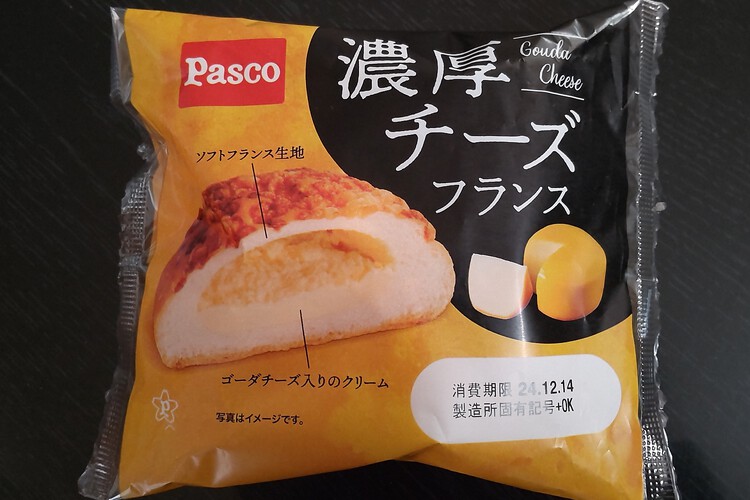 Pasco
濃厚
チーズ
フランス
Gouda
Cheese
ソフトフランス生地
ゴーダチーズ入りのクリーム
写真はイメージです。
消費期限 24.12.14
製造所固有記号+OK